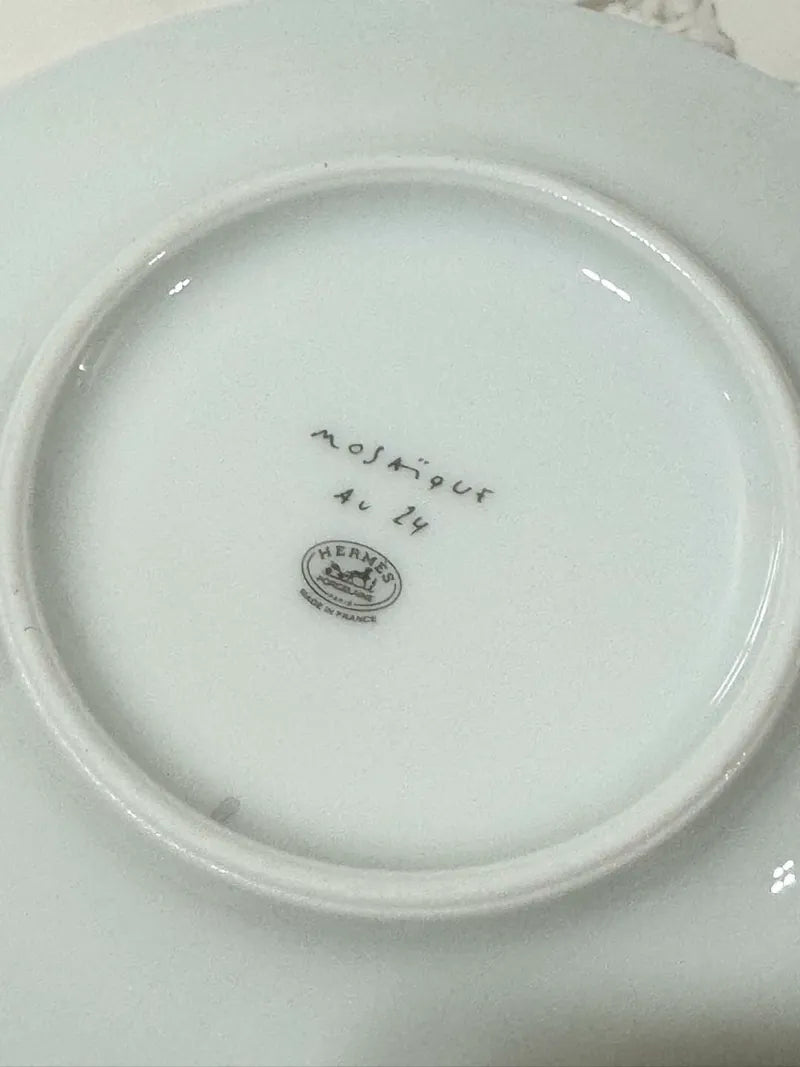 MOSAÏQUE
AU 24
HERMÈS
PORCELAINE
PARIS
MADE IN FRANCE